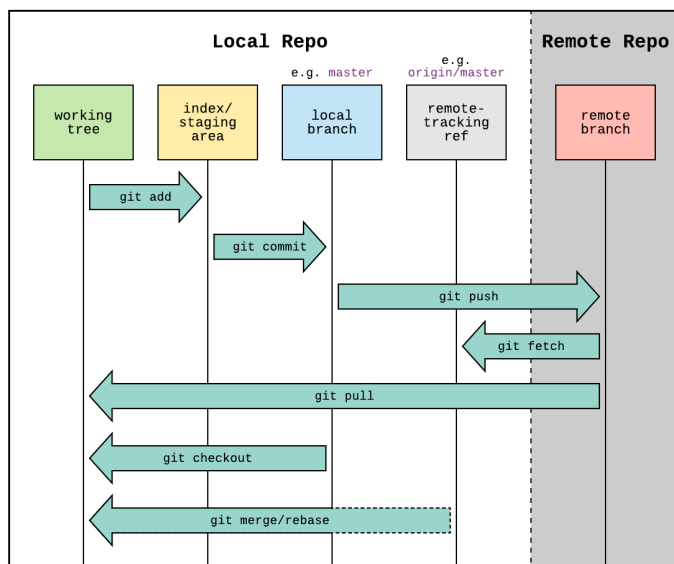 Local Repo
Remote Repo
e.g. master
e.g.
origin/master
working
tree
index/
staging
area
local
branch
remote-
tracking
ref
remote
branch
git add
git commit
git push
git fetch
git pull
git checkout
git merge/rebase